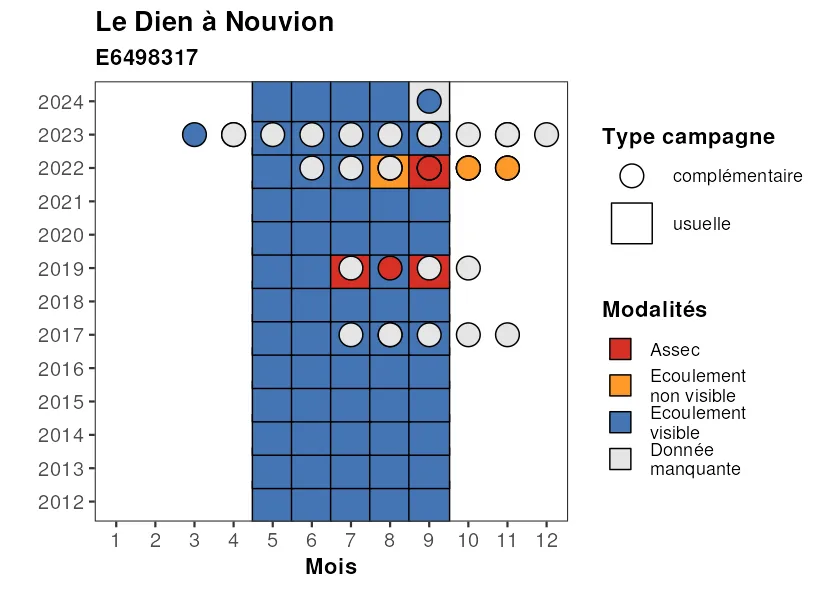 Le Dien à Nouvion
E6498317
2024
2023
2022
2021
2020
2019
2018
2017
2016
2015
2014
2013
2012
1 2 3 4 5 6 7 8 9 10 11 12
Mois
Type campagne
complémentaire
usuelle
Modalités
Assec
Ecoulement
non visible
Ecoulement
visible
Donnée
manquante